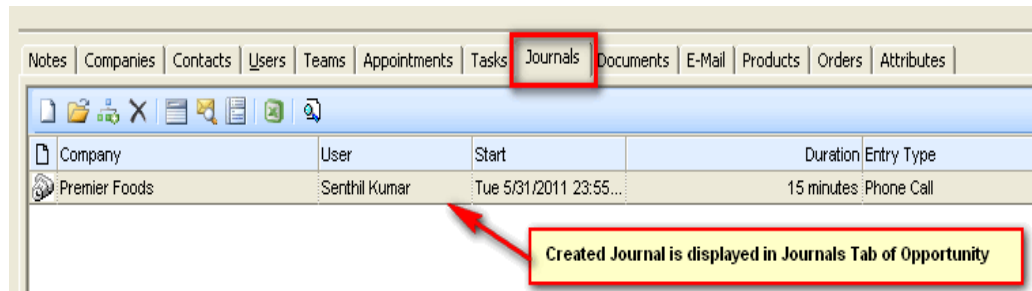 Notes Companies Contacts Users Teams Appointments Tasks Journals Documents E-Mail Products Orders Attributes
Company User Start Duration Entry Type
Premier Foods Senthil Kumar Tue 5/31/2011 23:55... 15 minutes Phone Call
Created Journal is displayed in Journals Tab of Opportunity